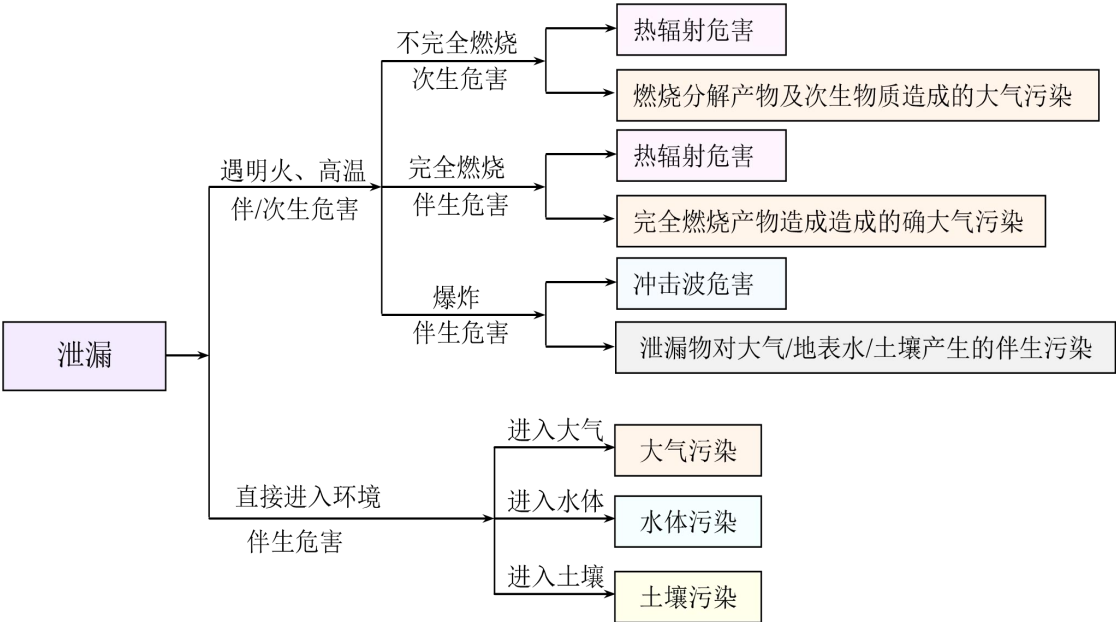 不完全燃烧
次生危害
热辐射危害
燃烧分解产物及次生物质造成的大气污染
遇明火、高温
伴/次生危害
完全燃烧
伴生危害
热辐射危害
完全燃烧产物造成造成的确大气污染
爆炸
伴生危害
冲击波危害
泄漏物对大气/地表水/土壤产生的伴生污染
泄漏
直接进入环境
伴生危害
进入大气
大气污染
进入水体
水体污染
进入土壤
土壤污染